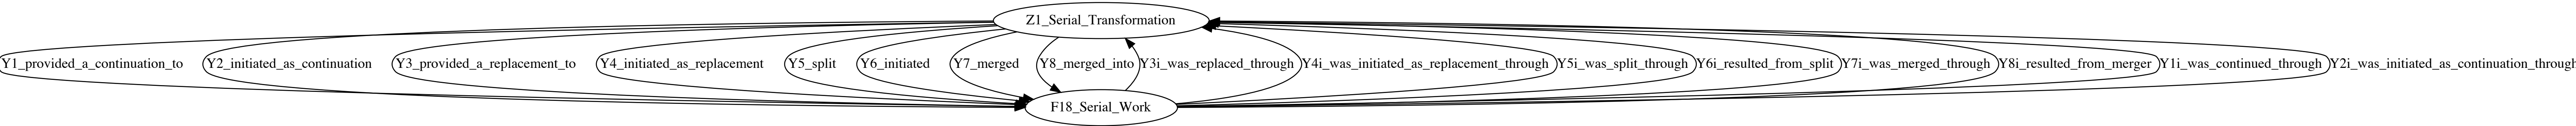 Z1_Serial_Transformation
Y1_provided_a_continuation_to
Y2_initiated_as_continuation
Y3_provided_a_replacement_to
Y4_initiated_as_replacement
Y5_split
Y6_initiated
Y7_merged
Y8_merged_into
Y3i_was_replaced_through
Y4i_was_initiated_as_replacement_through
Y5i_was_split_through
Y6i_resulted_from_split
Y7i_was_merged_through
Y8i_resulted_from_merger
Y1i_was_continued_through
Y2i_was_initiated_as_continuation_through
F18_Serial_Work